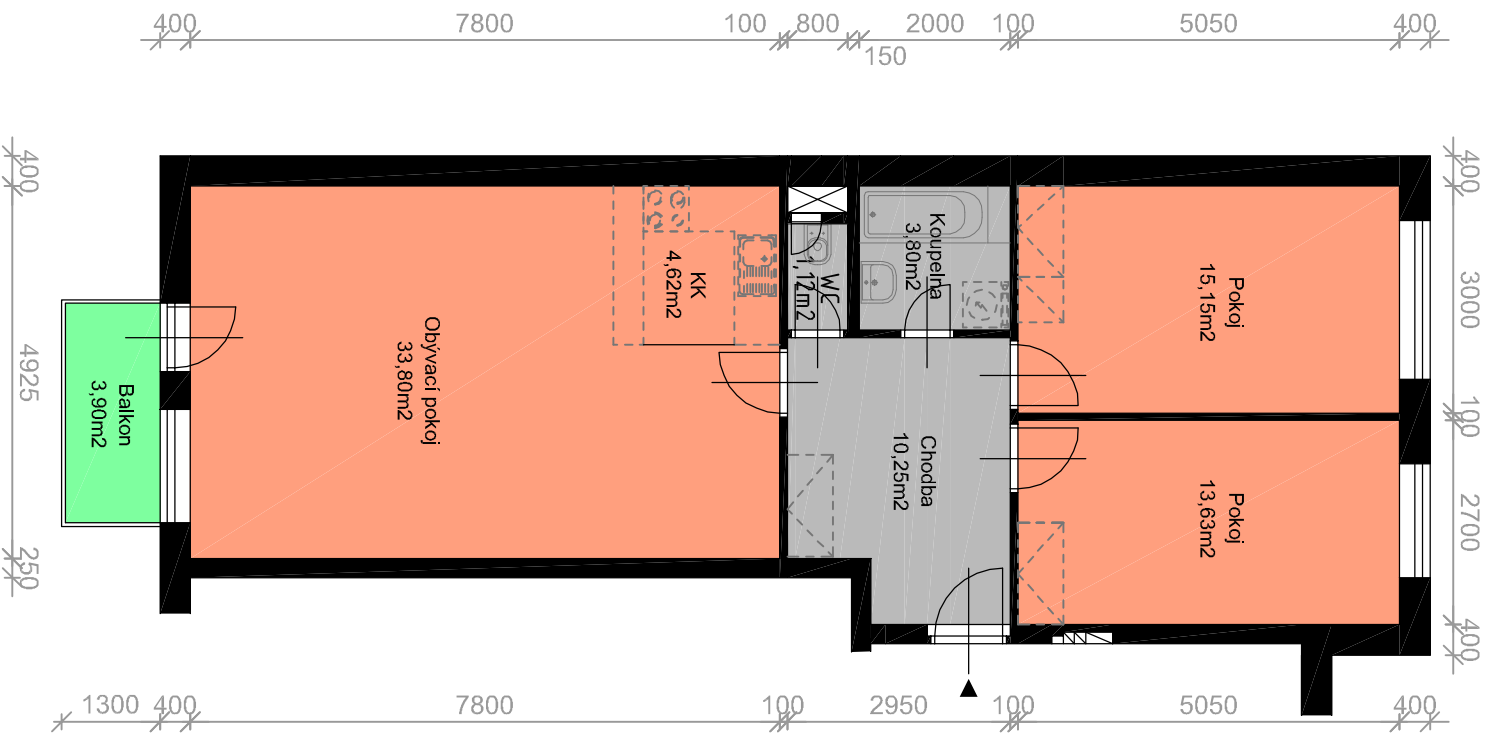 400
7800
100
800
2000
100
5050
400
150
400
4925
250
400
3000
100
2700
400
Balkon
3,90m2
Obývací pokoj
33,80m2
KK
4,62m2
WC
1,12m2
Koupelna
3,80m2
Chodba
10,25m2
Pokoj
15,15m2
Pokoj
13,63m2
1300
400
7800
100
2950
100
5050
400